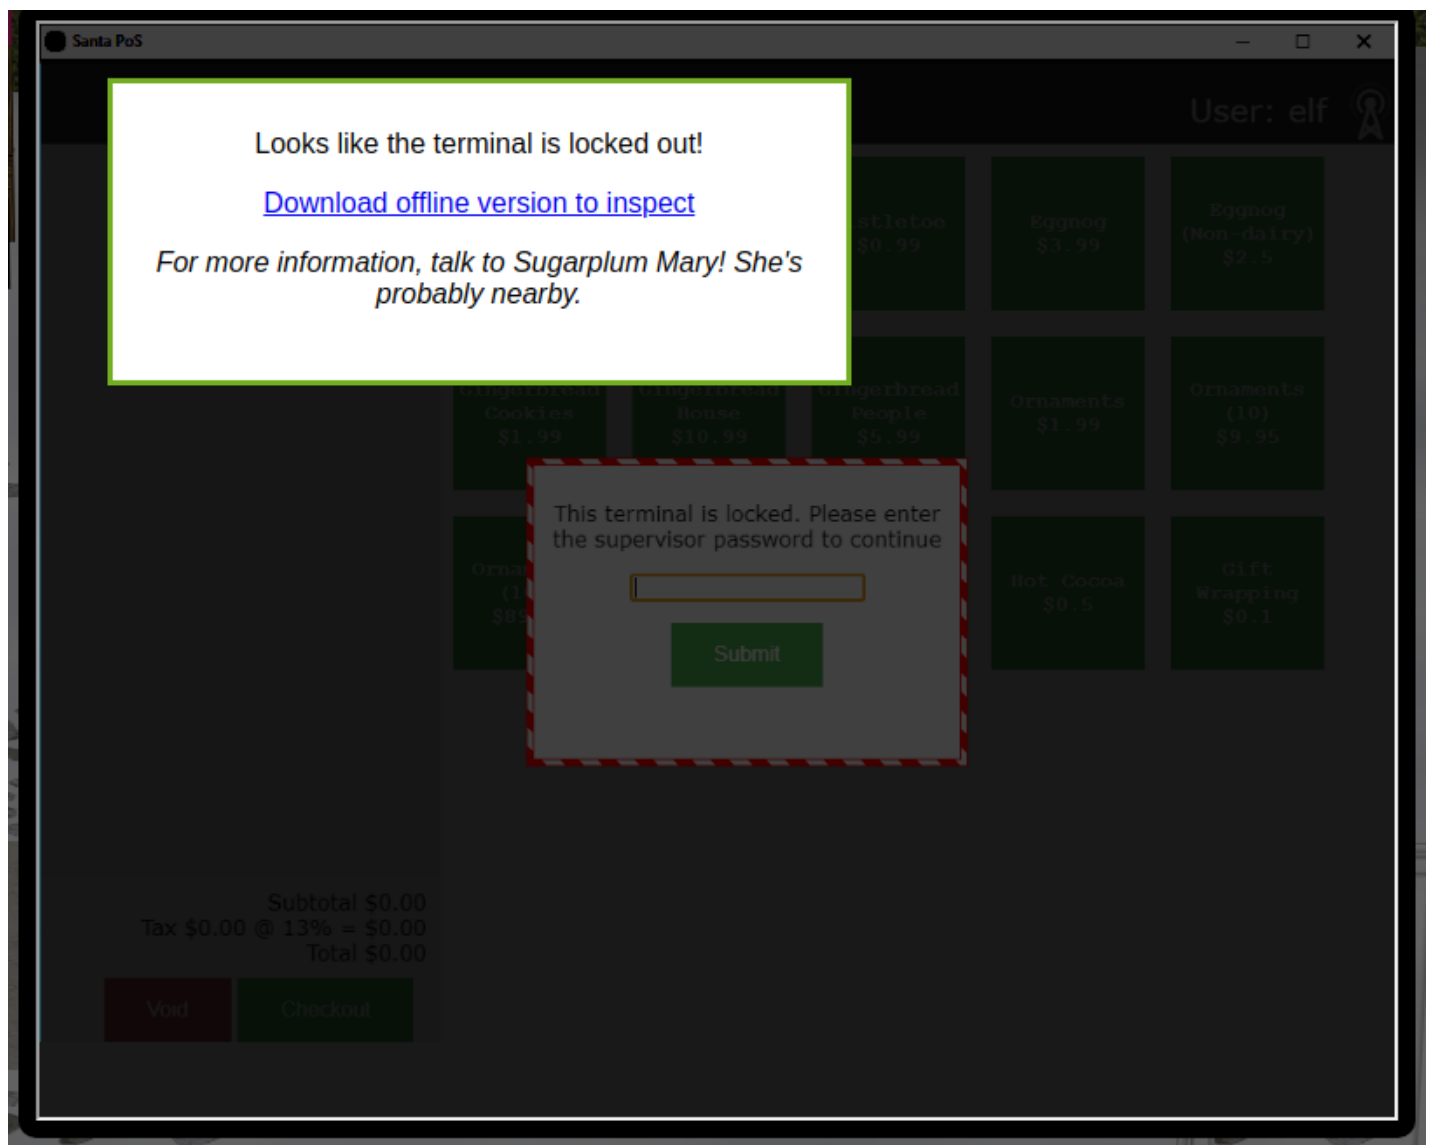 Santa PoS
User: elf
Looks like the terminal is locked out!
Download offline version to inspect
For more information, talk to Sugarplum Mary! She's
probably nearby.
$0.99
Eggnog
$3.99
Eggnog
(Non-dairy)
$2.5
Cookies
$1.99
House
$10.99
Gingerbread
People
$5.99
Ornaments
$1.99
Ornaments
(10)
$9.95
This terminal is locked. Please enter
the supervisor password to continue
Submit
Hot Cocoa
$0.5
Gift
Wrapping
$0.1
Subtotal $0.00
Tax $0.00 @ 13% = $0.00
Total $0.00
Void
Checkout